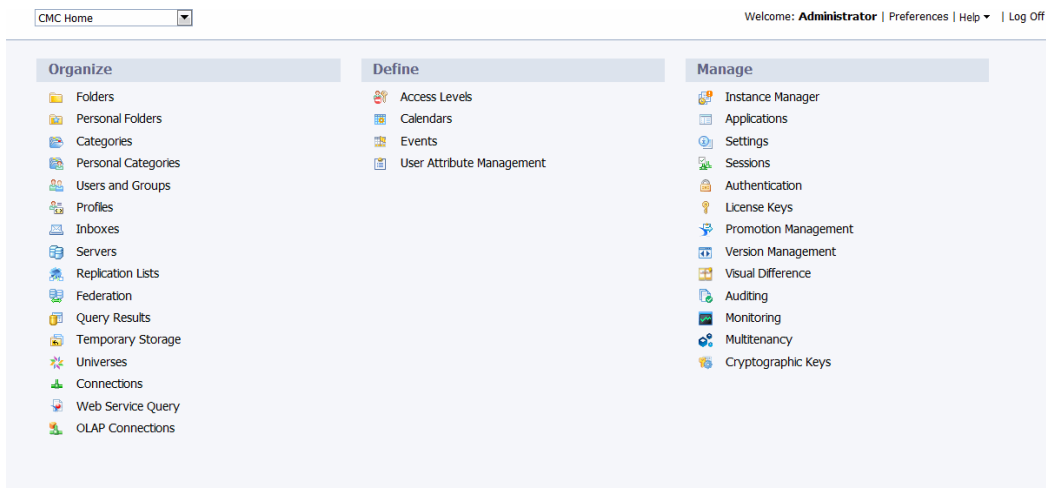 CMC Home
Welcome: Administrator | Preferences | Help | Log Off
Organize
Folders
Personal Folders
Categories
Personal Categories
Users and Groups
Profiles
Inboxes
Servers
Replication Lists
Federation
Query Results
Temporary Storage
Universes
Connections
Web Service Query
OLAP Connections
Define
Access Levels
Calendars
Events
User Attribute Management
Manage
Instance Manager
Applications
Settings
Sessions
Authentication
License Keys
Promotion Management
Version Management
Visual Difference
Auditing
Monitoring
Multitenancy
Cryptographic Keys